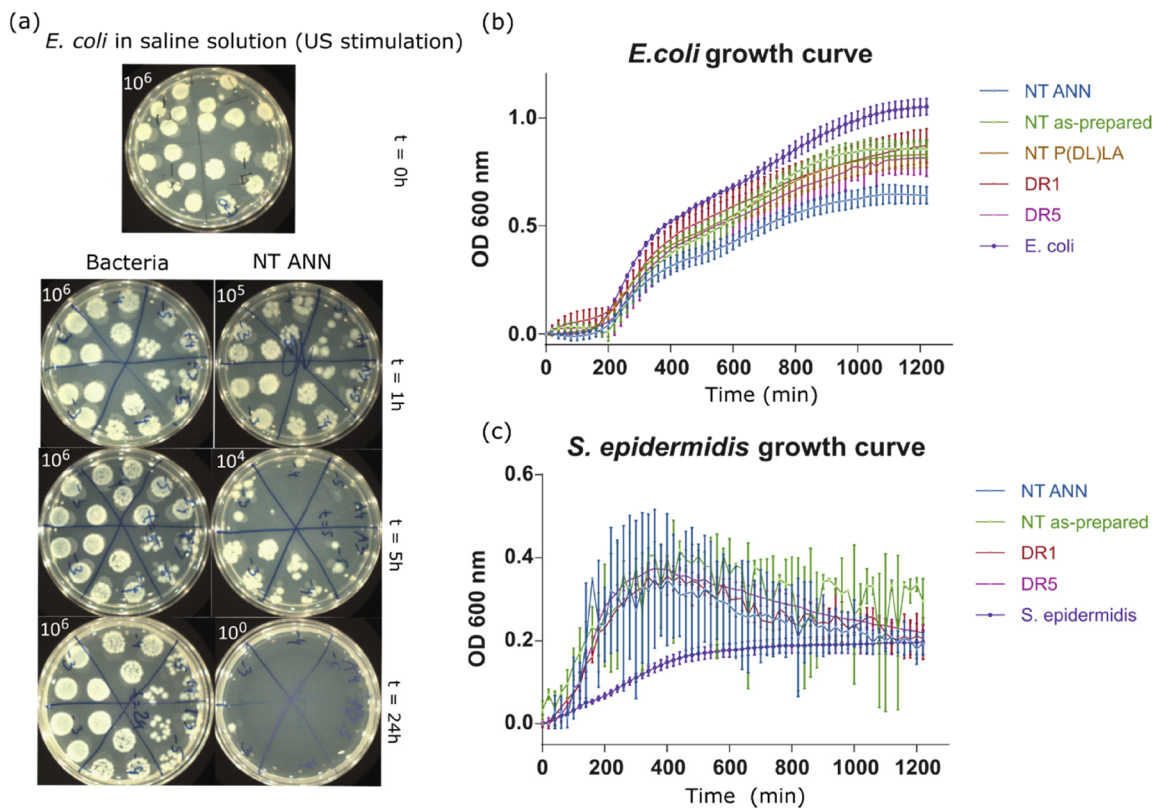 (a)
E. coli in saline solution (US stimulation)
10⁶
t = 0h
Bacteria
NT ANN
10⁶
10⁵
t = 1h
10⁶
10⁴
t = 5h
10⁶
10⁰
t = 24h
(b)
E.coli growth curve
OD 600 nm
1.0
0.5
0.0
0
200
400
600
800
1000
1200
Time (min)
NT ANN
NT as-prepared
NT P(DL)LA
DR1
DR5
E. coli
(c)
S. epidermidis growth curve
OD 600 nm
0.6
0.4
0.2
0.0
0
200
400
600
800
1000
1200
Time (min)
NT ANN
NT as-prepared
DR1
DR5
S. epidermidis